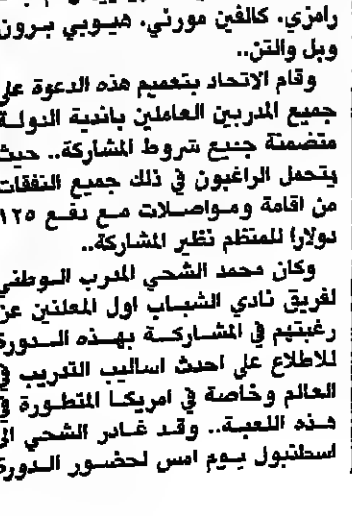 رامزي. كالفين مورني. هيوبي برون
وبل والتن..
وقام الاتحاد بتعميم هذه الدعوة على
جميع المدربين العاملين باندية الدولة
متضمنة جميع شروط المشاركة.. حيث
يتحمل الراغبون في ذلك جميع النفقات
من اقامة ومواصلات مع دفع ١٢٥
دولارا للمنظم نظير المشاركة..
وكان محمد الشحي المدرب الوطني
لفريق نادي الشباب اول المعلنين عن
رغبتهم في المشاركة بهذه الدورة
للاطلاع على احدث اساليب التدريب في
العالم وخاصة في امريكا المتطورة في
هذه اللعبة.. وقد غادر الشحي الى
اسطنبول يوم امس لحضور الدورة